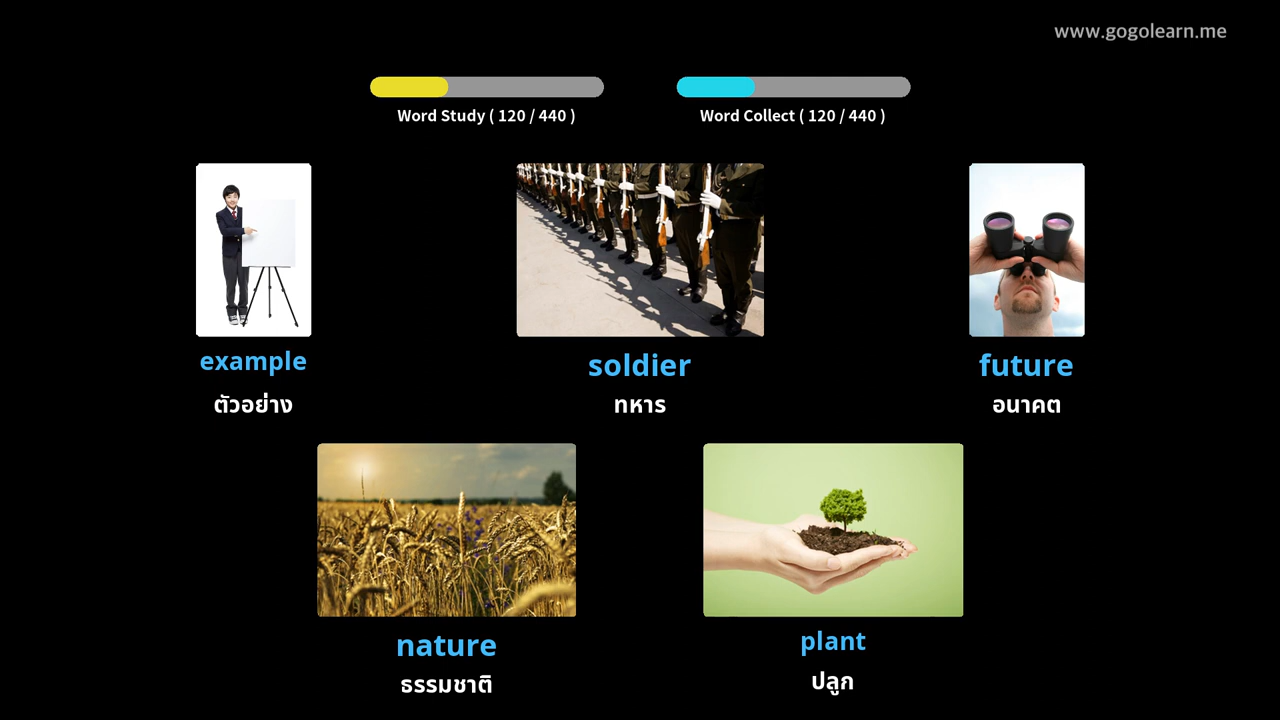 www.gogolearn.me
Word Study ( 120 / 440 )
Word Collect ( 120 / 440 )
example
ตัวอย่าง
soldier
ทหาร
future
อนาคต
nature
ธรรมชาติ
plant
ปลูก